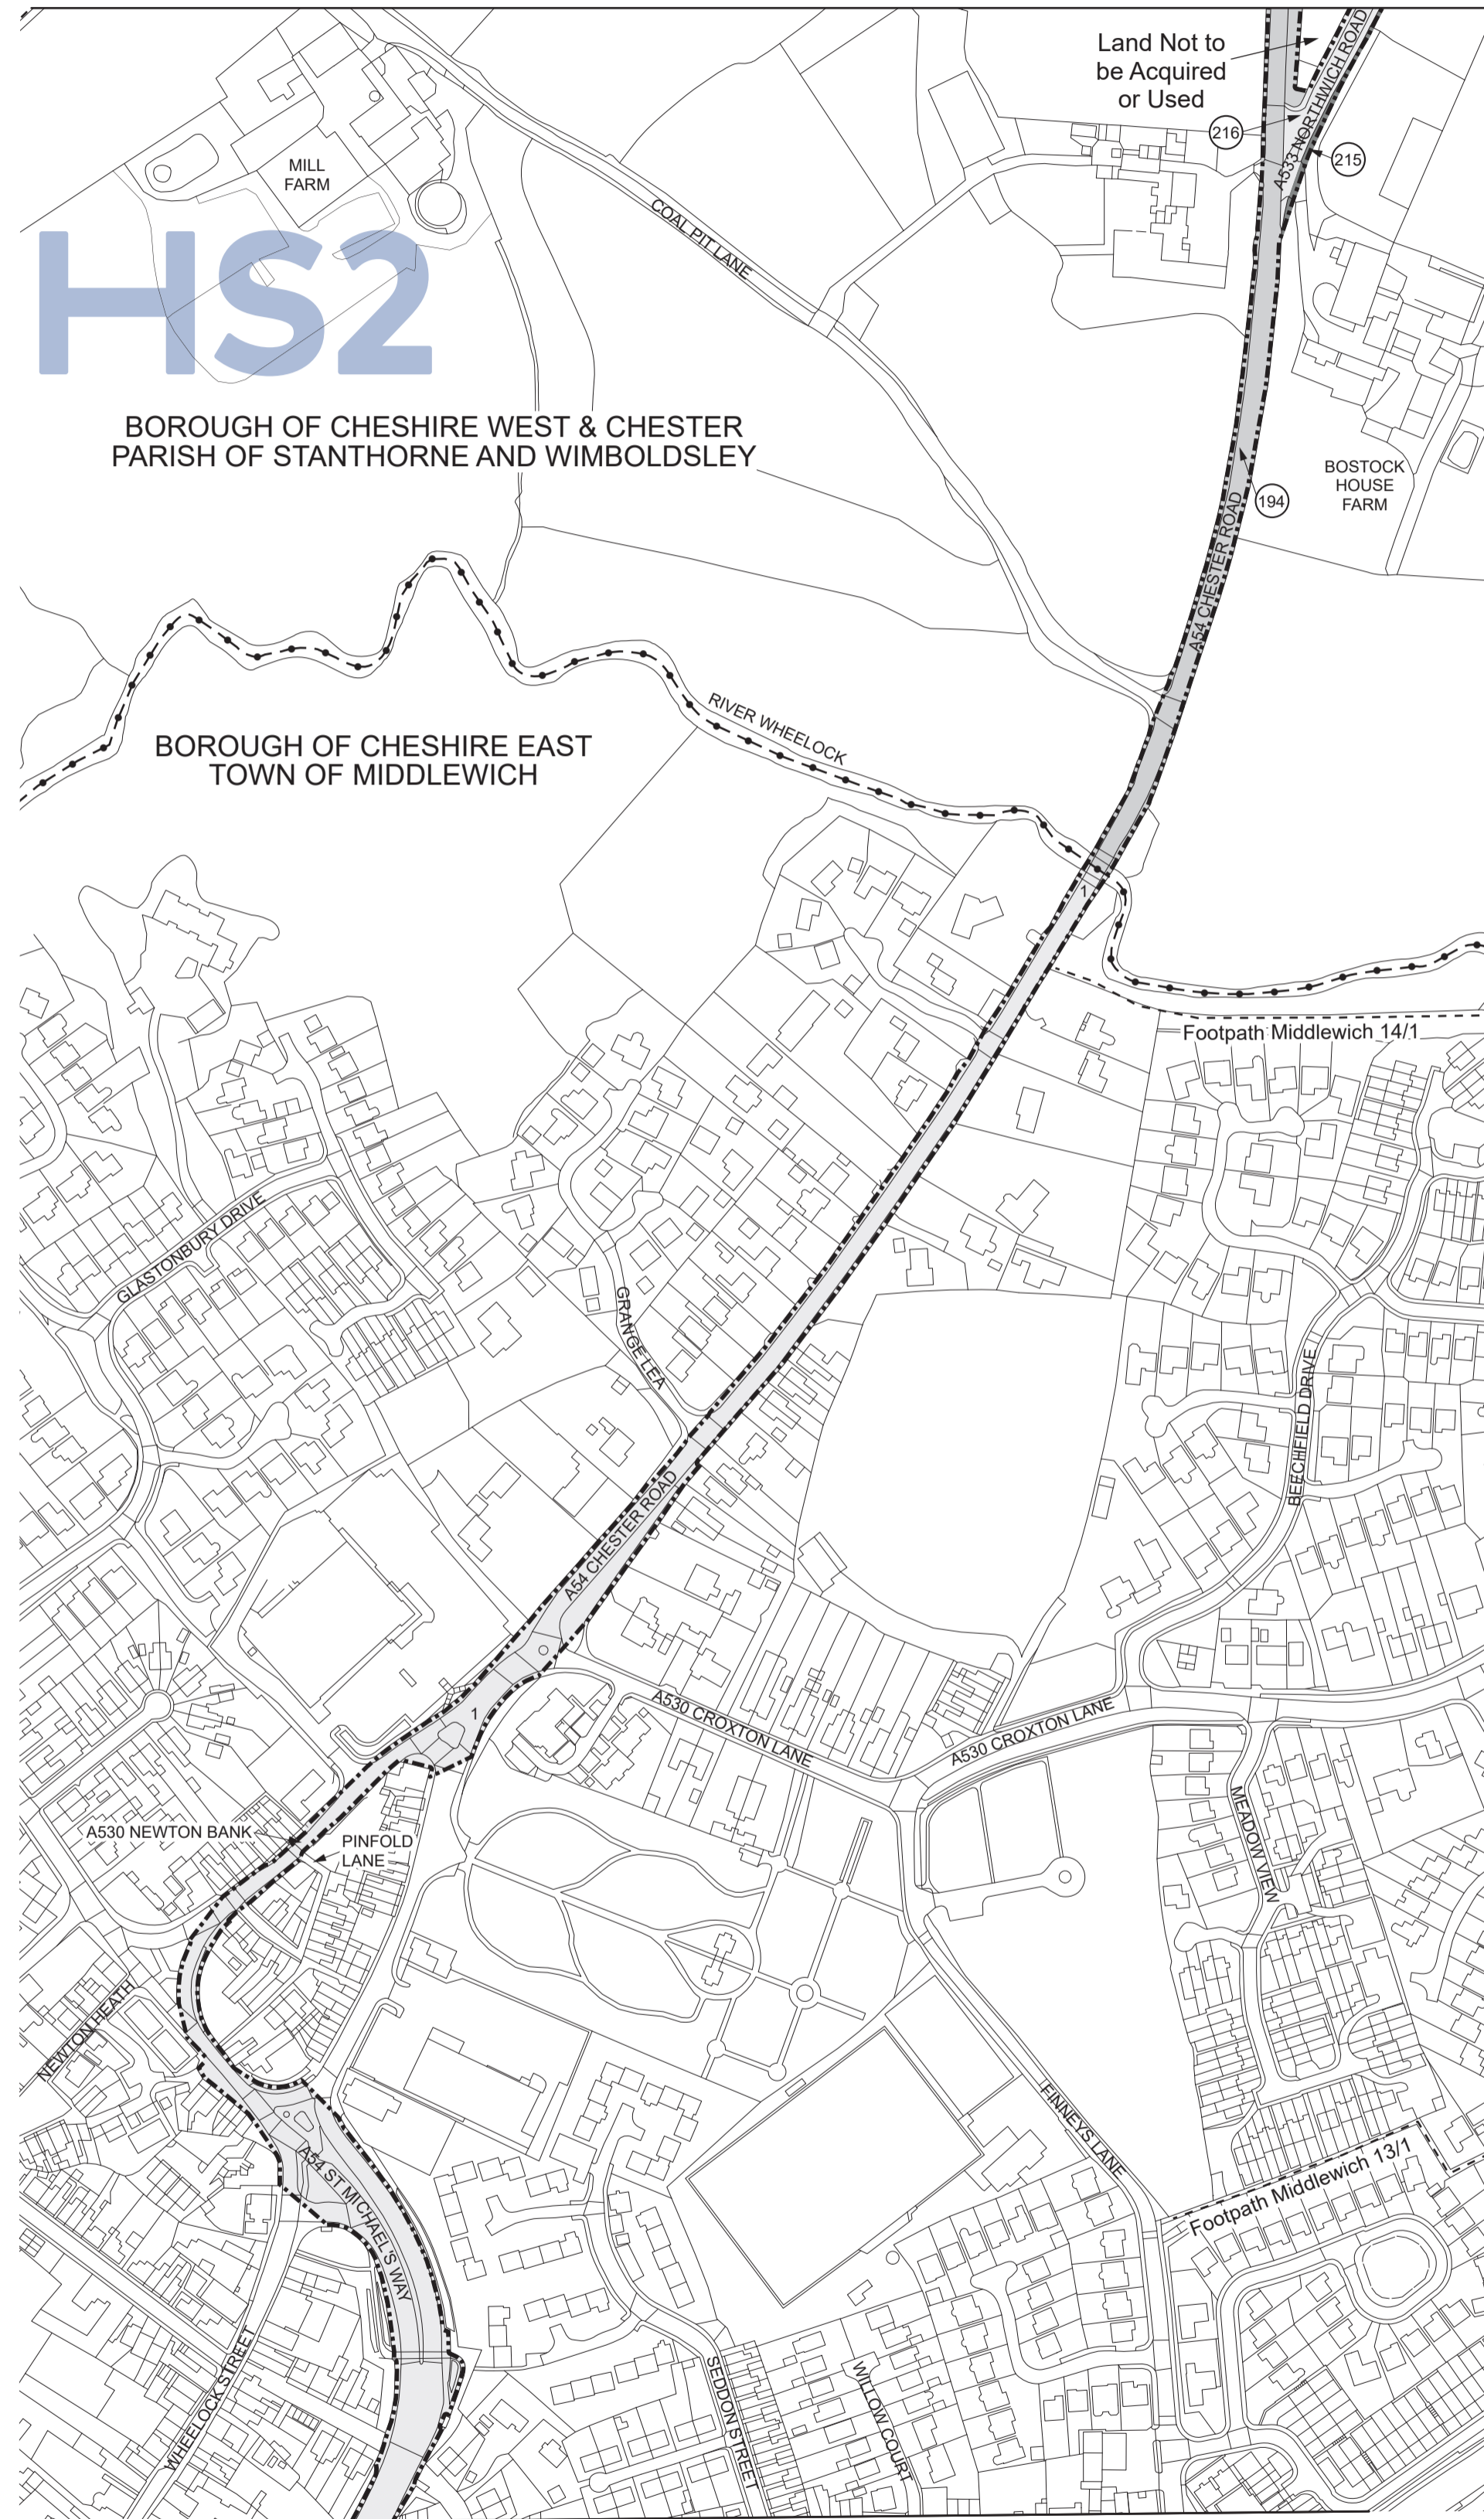 Land Not to
be Acquired
or Used
A533 NORTHWICH ROAD
216
215
MILL
FARM
COAL PIT LANE
HS2
BOROUGH OF CHESHIRE WEST & CHESTER
PARISH OF STANTHORNE AND WIMBOLDSLEY
BOSTOCK
HOUSE
FARM
194
A54 CHESTER ROAD
RIVER WHEELOCK
BOROUGH OF CHESHIRE EAST
TOWN OF MIDDLEWICH
1
Footpath Middlewich 14/1
GLASTONBURY DRIVE
GRANGE LEA
BEECHFIELD DRIVE
A54 CHESTER ROAD
1
A530 CROXTON LANE
A530 CROXTON LANE
MEADOW VIEW
A530 NEWTON BANK
PINFOLD
LANE
NEWTON HEATH
FINNEYS LANE
Footpath Middlewich 13/1
A54 ST MICHAEL'S WAY
WHEELOCK STREET
SEDDON STREET
WILLOW COURT